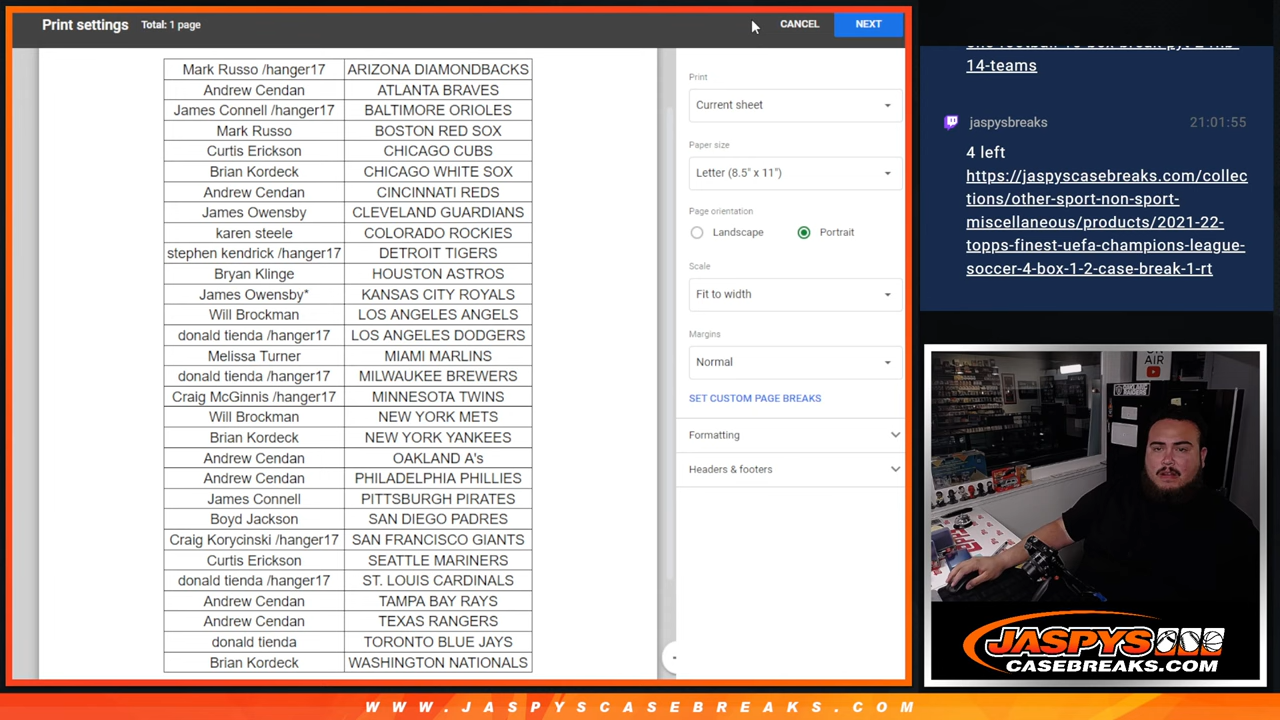 Print settings Total: 1 page
CANCEL
NEXT
Mark Russo /hanger17 ARIZONA DIAMONDBACKS
Andrew Cendan ATLANTA BRAVES
James Connell /hanger17 BALTIMORE ORIOLES
Mark Russo BOSTON RED SOX
Curtis Erickson CHICAGO CUBS
Brian Kordeck CHICAGO WHITE SOX
Andrew Cendan CINCINNATI REDS
James Owensby CLEVELAND GUARDIANS
karen steele COLORADO ROCKIES
stephen kendrick /hanger17 DETROIT TIGERS
Bryan Klinge HOUSTON ASTROS
James Owensby* KANSAS CITY ROYALS
Will Brockman LOS ANGELES ANGELS
donald tienda /hanger17 LOS ANGELES DODGERS
Melissa Turner MIAMI MARLINS
donald tienda /hanger17 MILWAUKEE BREWERS
Craig McGinnis /hanger17 MINNESOTA TWINS
Will Brockman NEW YORK METS
Brian Kordeck NEW YORK YANKEES
Andrew Cendan OAKLAND A's
Andrew Cendan PHILADELPHIA PHILLIES
James Connell PITTSBURGH PIRATES
Boyd Jackson SAN DIEGO PADRES
Craig Korycinski /hanger17 SAN FRANCISCO GIANTS
Curtis Erickson SEATTLE MARINERS
donald tienda /hanger17 ST. LOUIS CARDINALS
Andrew Cendan TAMPA BAY RAYS
Andrew Cendan TEXAS RANGERS
donald tienda TORONTO BLUE JAYS
Brian Kordeck WASHINGTON NATIONALS
Print
Current sheet
Paper size
Letter (8.5" x 11")
Page orientation
Landscape
Portrait
Scale
Fit to width
Margins
Normal
SET CUSTOM PAGE BREAKS
Formatting
Headers & footers
14-teams
jaspysbreaks 21:01:55
4 left
https://jaspyscasebreaks.com/collec
tions/other-sport-non-sport-
miscellaneous/products/2021-22-
topps-finest-uefa-champions-league-
soccer-4-box-1-2-case-break-1-rt
ON
AIR
JASPYS
CASEBREAKS.COM
WWW.JASPYSCASEBREAKS.COM